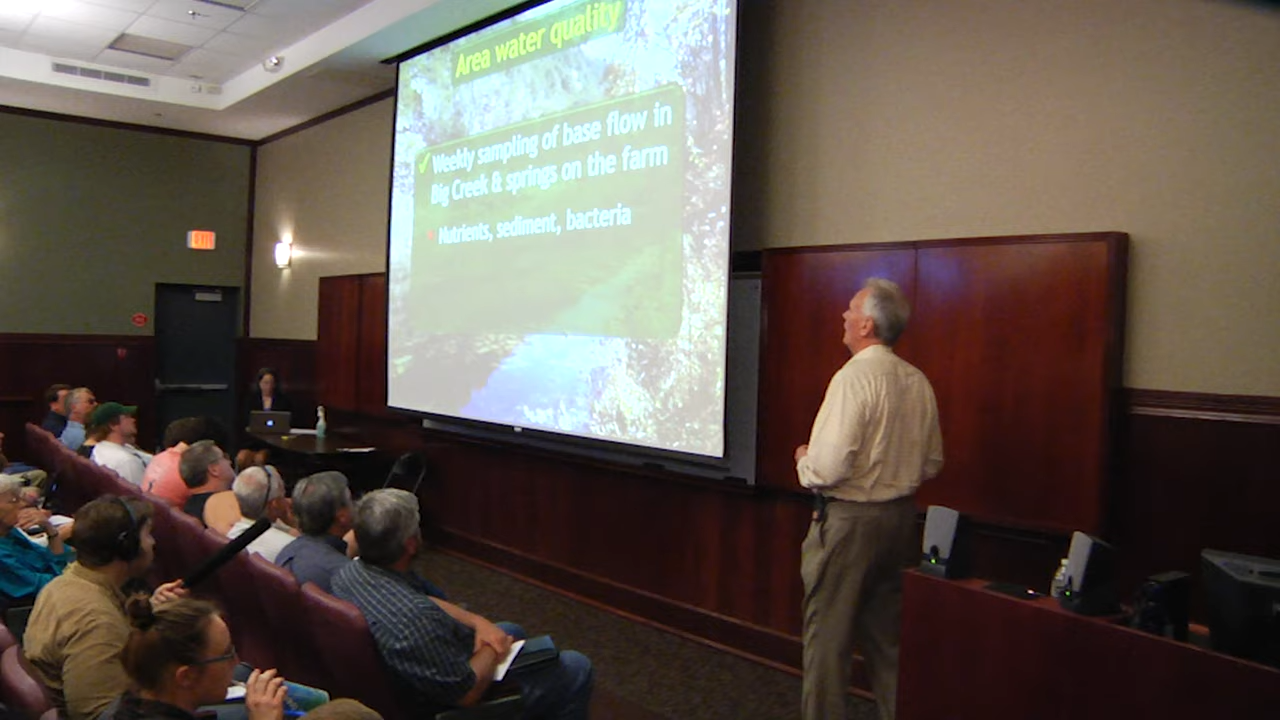 Area water quality
✓ Weekly sampling of base flow in
Big Creek & springs on the farm
Nutrients, sediment, bacteria
EXIT